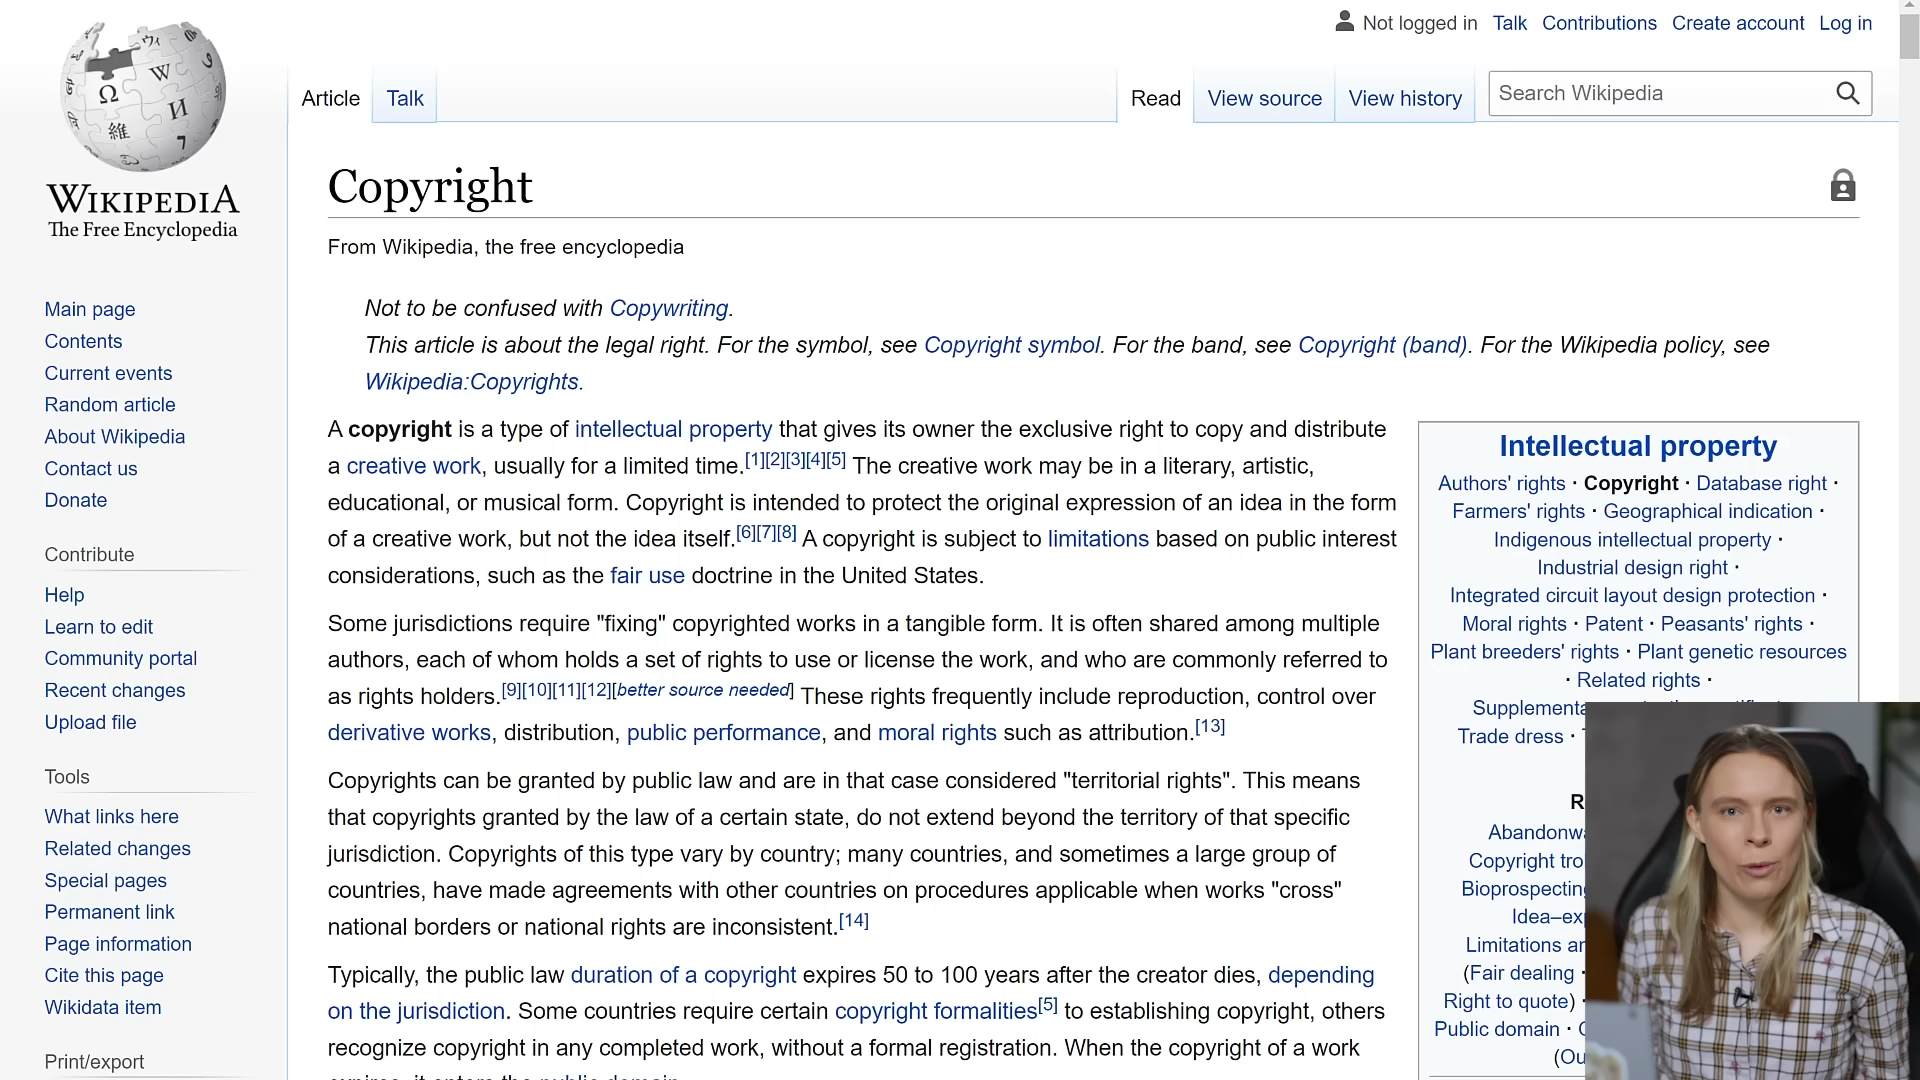 Not logged in Talk Contributions Create account Log in
Article Talk Read View source View history Search Wikipedia
WIKIPEDIA
The Free Encyclopedia
Main page
Contents
Current events
Random article
About Wikipedia
Contact us
Donate
Contribute
Help
Learn to edit
Community portal
Recent changes
Upload file
Tools
What links here
Related changes
Special pages
Permanent link
Page information
Cite this page
Wikidata item
Print/export
Copyright
From Wikipedia, the free encyclopedia
Not to be confused with Copywriting.
This article is about the legal right. For the symbol, see Copyright symbol. For the band, see Copyright (band). For the Wikipedia policy, see
Wikipedia:Copyrights.
A copyright is a type of intellectual property that gives its owner the exclusive right to copy and distribute
a creative work, usually for a limited time.[1][2][3][4][5] The creative work may be in a literary, artistic,
educational, or musical form. Copyright is intended to protect the original expression of an idea in the form
of a creative work, but not the idea itself.[6][7][8] A copyright is subject to limitations based on public interest
considerations, such as the fair use doctrine in the United States.
Some jurisdictions require "fixing" copyrighted works in a tangible form. It is often shared among multiple
authors, each of whom holds a set of rights to use or license the work, and who are commonly referred to
as rights holders.[9][10][11][12][better source needed] These rights frequently include reproduction, control over
derivative works, distribution, public performance, and moral rights such as attribution.[13]
Copyrights can be granted by public law and are in that case considered "territorial rights". This means
that copyrights granted by the law of a certain state, do not extend beyond the territory of that specific
jurisdiction. Copyrights of this type vary by country; many countries, and sometimes a large group of
countries, have made agreements with other countries on procedures applicable when works "cross"
national borders or national rights are inconsistent.[14]
Typically, the public law duration of a copyright expires 50 to 100 years after the creator dies, depending
on the jurisdiction. Some countries require certain copyright formalities[5] to establishing copyright, others
recognize copyright in any completed work, without a formal registration. When the copyright of a work
Intellectual property
Authors' rights · Copyright · Database right ·
Farmers' rights · Geographical indication ·
Indigenous intellectual property ·
Industrial design right ·
Integrated circuit layout design protection ·
Moral rights · Patent · Peasants' rights ·
Plant breeders' rights · Plant genetic resources
· Related rights ·
Trade dress ·
Copyright
(Fair dealing ·
Right to quote) ·
Public domain ·